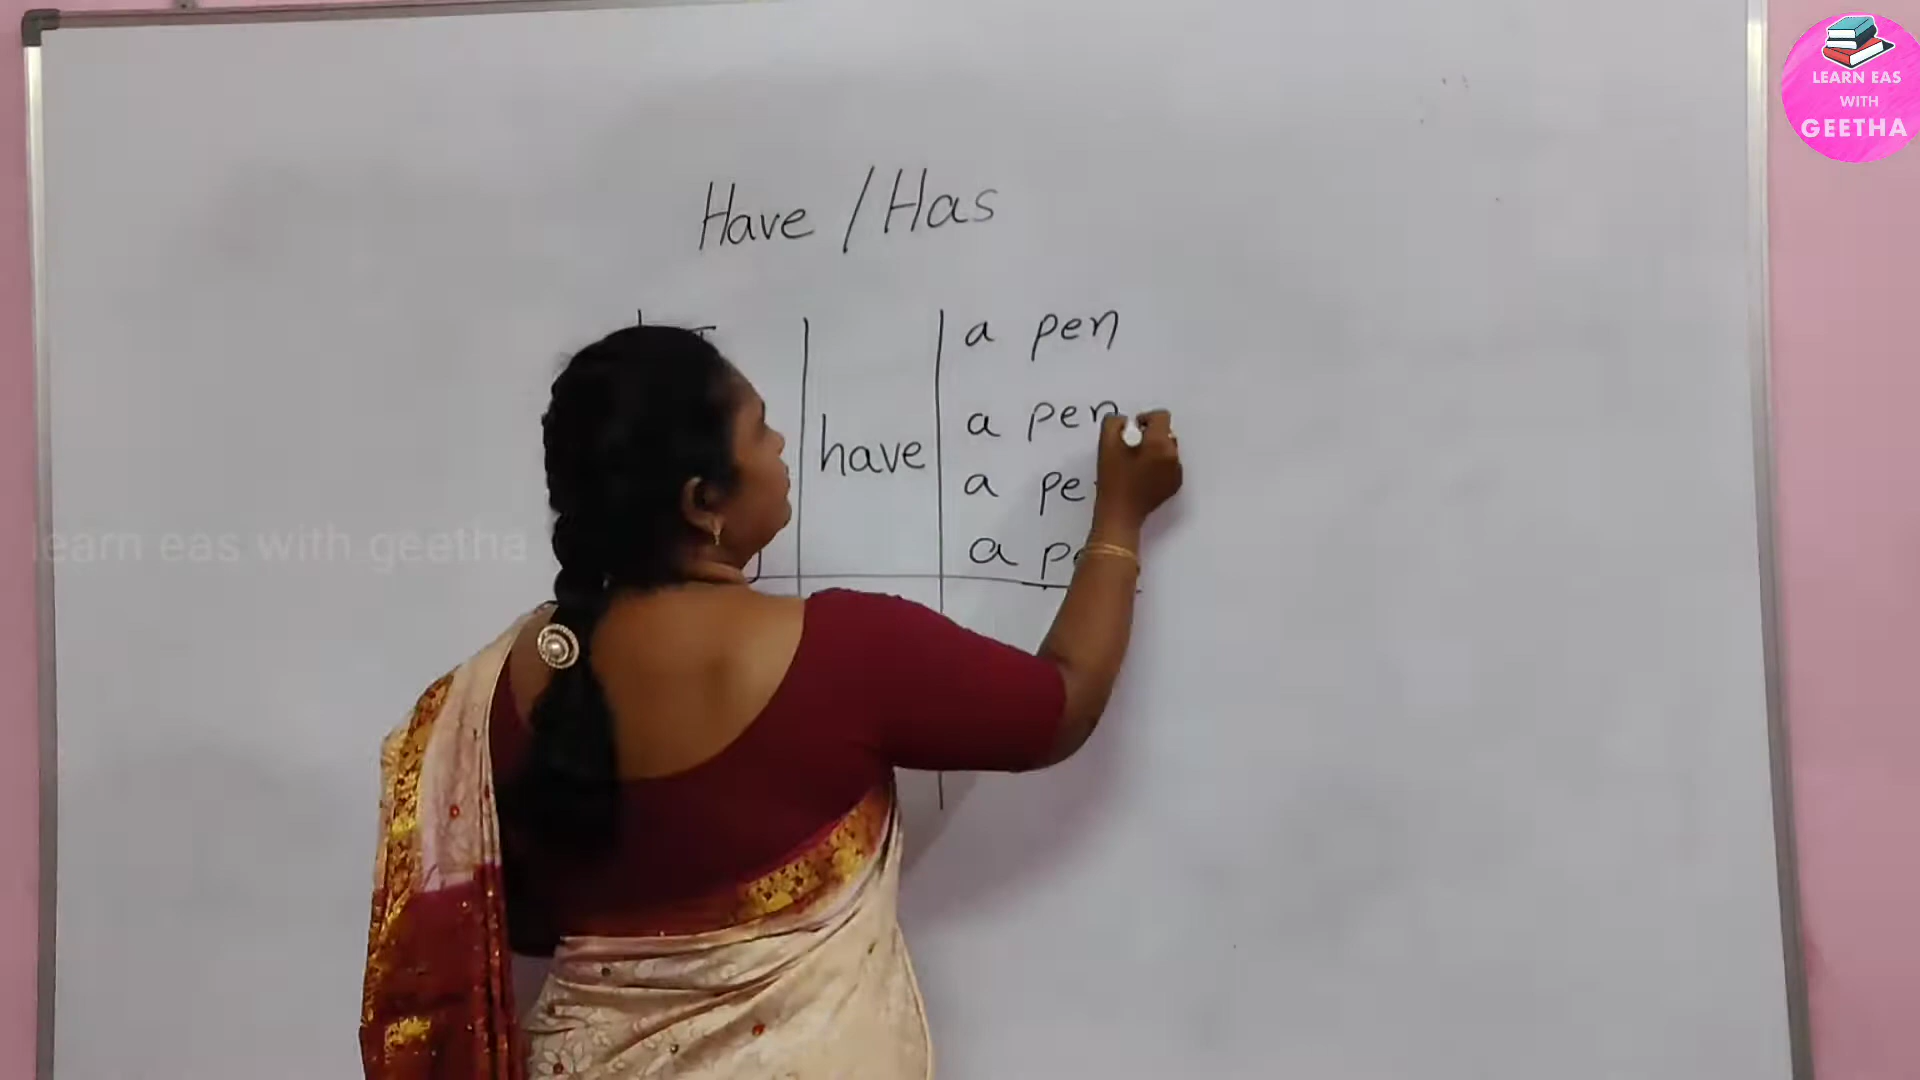 LEARN EAS
WITH
GEETHA
Have / Has
I
a pen
a pen
have
a
a
learn eas with geetha